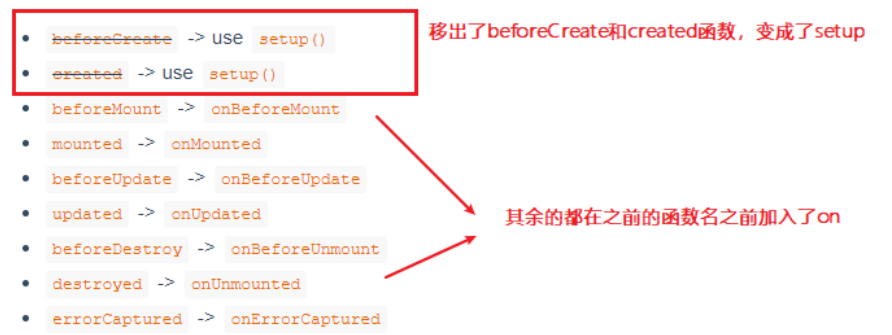 beforeCreate -> use setup()
移出了beforeCreate和created函数，变成了setup
created -> use setup()
beforeMount -> onBeforeMount
mounted -> onMounted
beforeUpdate -> onBeforeUpdate
updated -> onUpdated
其余的都在之前的函数名之前加入了on
beforeDestroy -> onBeforeUnmount
destroyed -> onUnmounted
errorCaptured -> onErrorCaptured